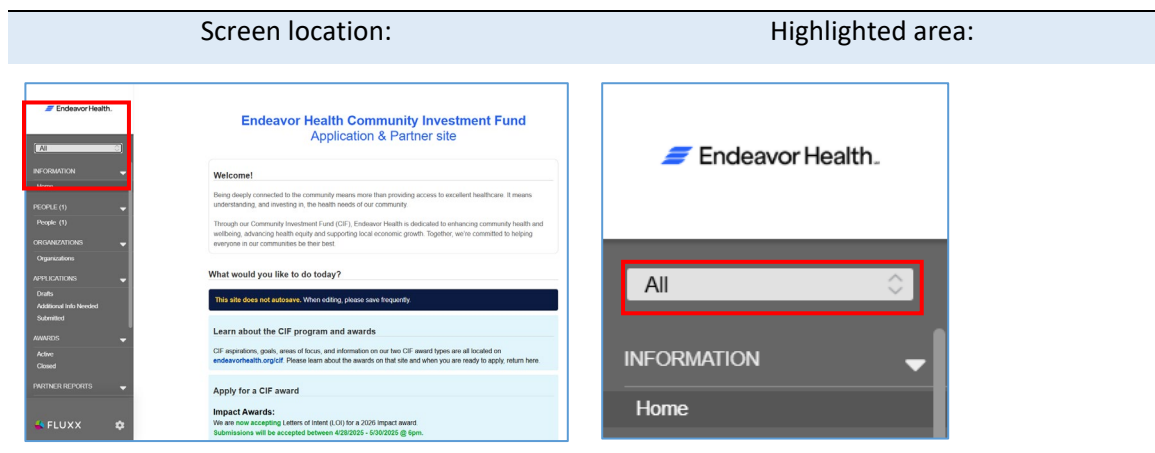 Screen location:
Highlighted area:
Endeavor Health.
All
INFORMATION
Home
PEOPLE (1)
People (1)
ORGANIZATIONS
Organizations
APPLICATIONS
Drafts
Additional Info Needed
Submitted
AWARDS
Active
Closed
PARTNER REPORTS
FLUXX
Endeavor Health Community Investment Fund
Application & Partner site
Welcome!
Being deeply connected to the community means more than providing access to excellent healthcare. It means
understanding, and investing in, the health needs of our community.
Through our Community Investment Fund (CIF), Endeavor Health is dedicated to enhancing community health and
wellbeing, advancing health equity and supporting local economic growth. Together, we're committed to helping
everyone in our communities be their best.
What would you like to do today?
This site does not autosave. When editing, please save frequently.
Learn about the CIF program and awards
CIF aspirations, goals, areas of focus, and information on our two CIF award types are all located on
endeavorhealth.org/cif. Please learn about the awards on that site and when you are ready to apply, return here.
Apply for a CIF award
Impact Awards:
We are now accepting Letters of Intent (LOI) for a 2026 Impact award.
Submissions will be accepted between 4/28/2025 - 5/30/2025 @ 6pm.
Endeavor Health.
All
INFORMATION
Home